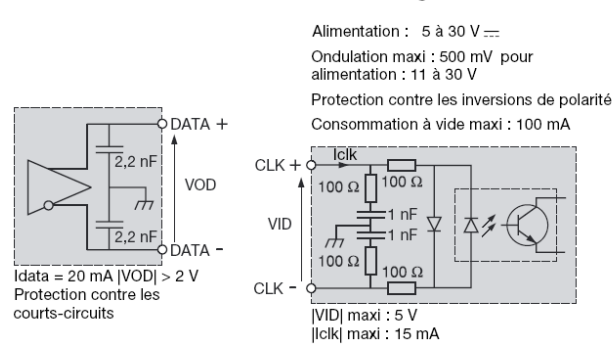 Alimentation : 5 à 30 V ⎓
Ondulation maxi : 500 mV pour
alimentation : 11 à 30 V
Protection contre les inversions de polarité
Consommation à vide maxi : 100 mA
DATA +
2,2 nF
VOD
2,2 nF
DATA -
Idata = 20 mA |VOD| > 2 V
Protection contre les
courts-circuits
CLK +
Iclk
100 Ω
100 Ω
1 nF
VID
1 nF
100 Ω
100 Ω
CLK -
|VID| maxi : 5 V
|Iclk| maxi : 15 mA